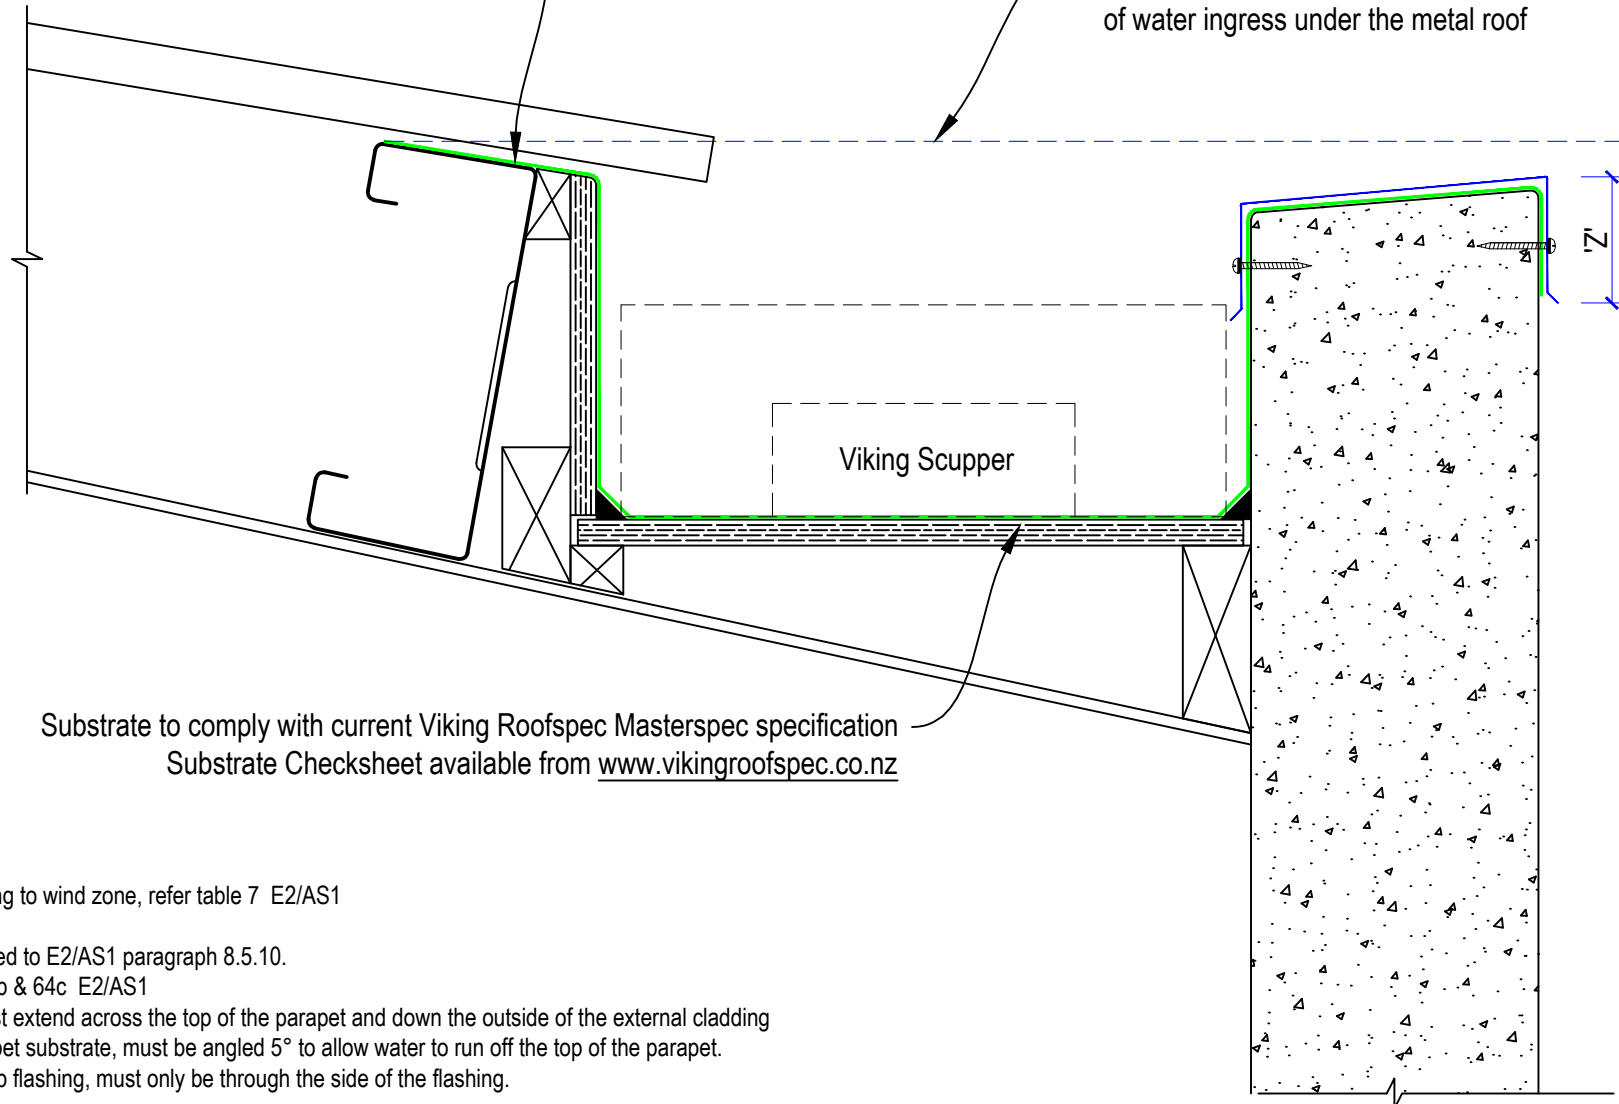 of water ingress under the metal roof
'Z'
Viking Scupper
Substrate to comply with current Viking Roofspec Masterspec specification
Substrate Checksheet available from www.vikingroofspec.co.nz
ng to wind zone, refer table 7 E2/AS1
ed to E2/AS1 paragraph 8.5.10.
b & 64c E2/AS1
st extend across the top of the parapet and down the outside of the external cladding
pet substrate, must be angled 5° to allow water to run off the top of the parapet.
p flashing, must only be through the side of the flashing.